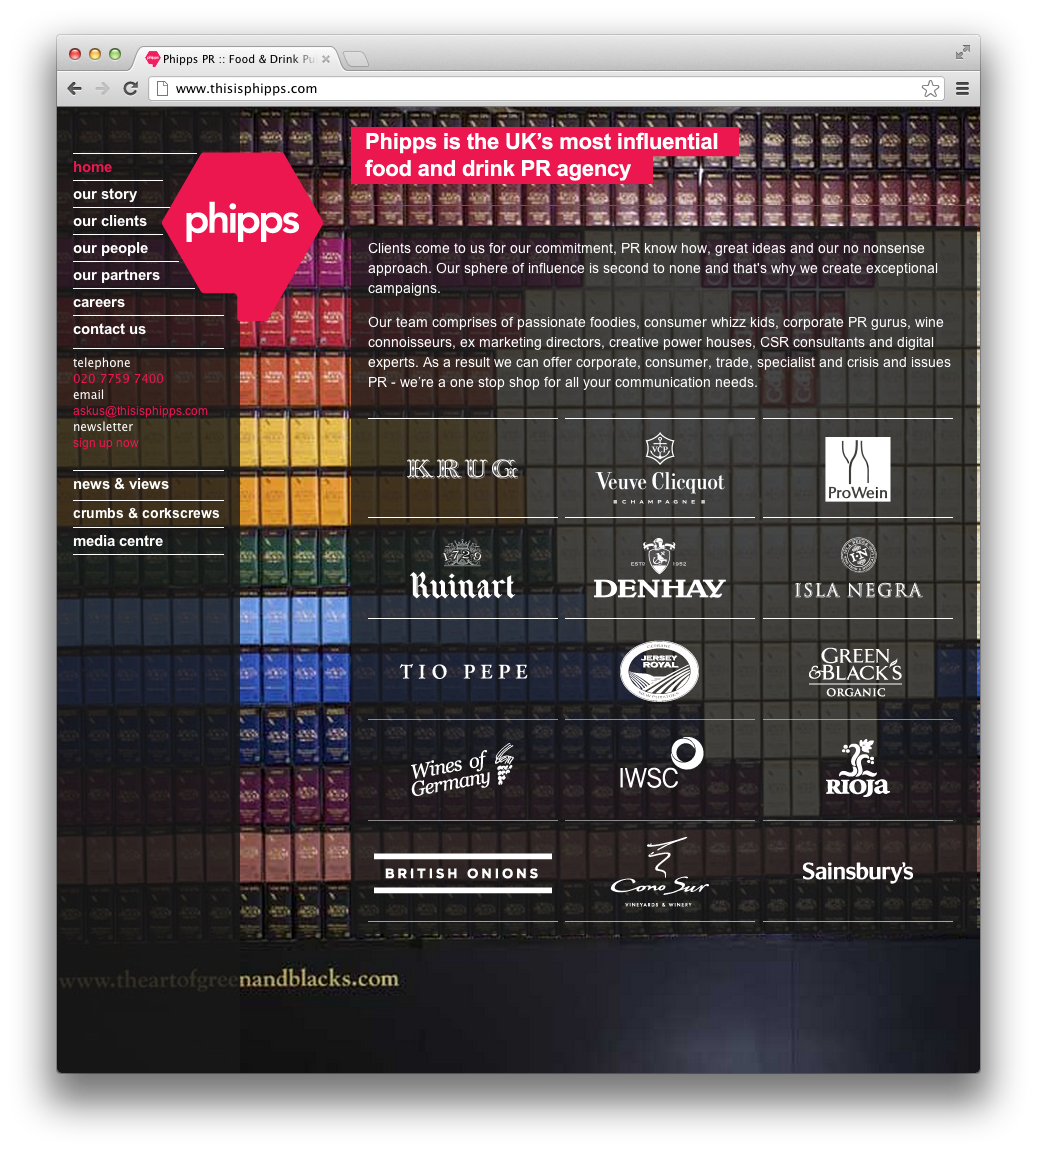 Phipps PR :: Food & Drink Pu
www.thisisphipps.com
home
our story
our clients
our people
our partners
careers
contact us
phipps
telephone
020 7759 7400
email
askus@thisisphipps.com
newsletter
sign up now
news & views
crumbs & corkscrews
media centre
Phipps is the UK's most influential
food and drink PR agency
Clients come to us for our commitment, PR know how, great ideas and our no nonsense
approach. Our sphere of influence is second to none and that's why we create exceptional
campaigns.
Our team comprises of passionate foodies, consumer whizz kids, corporate PR gurus, wine
connoisseurs, ex marketing directors, creative power houses, CSR consultants and digital
experts. As a result we can offer corporate, consumer, trade, specialist and crisis and issues
PR - we're a one stop shop for all your communication needs.
KRUG
VCP
Veuve Clicquot
CHAMPAGNE
ProWein
1729
Ruinart
ESTD 1952
DENHAY
ISLA NEGRA
TIO PEPE
JERSEY
ROYAL
GREEN
&BLACK'S
ORGANIC
Wines of
Germany
IWSC
RIOJA
BRITISH ONIONS
Cono Sur
VINEYARDS & WINERY
Sainsbury's
www.theartofgreenandblacks.com